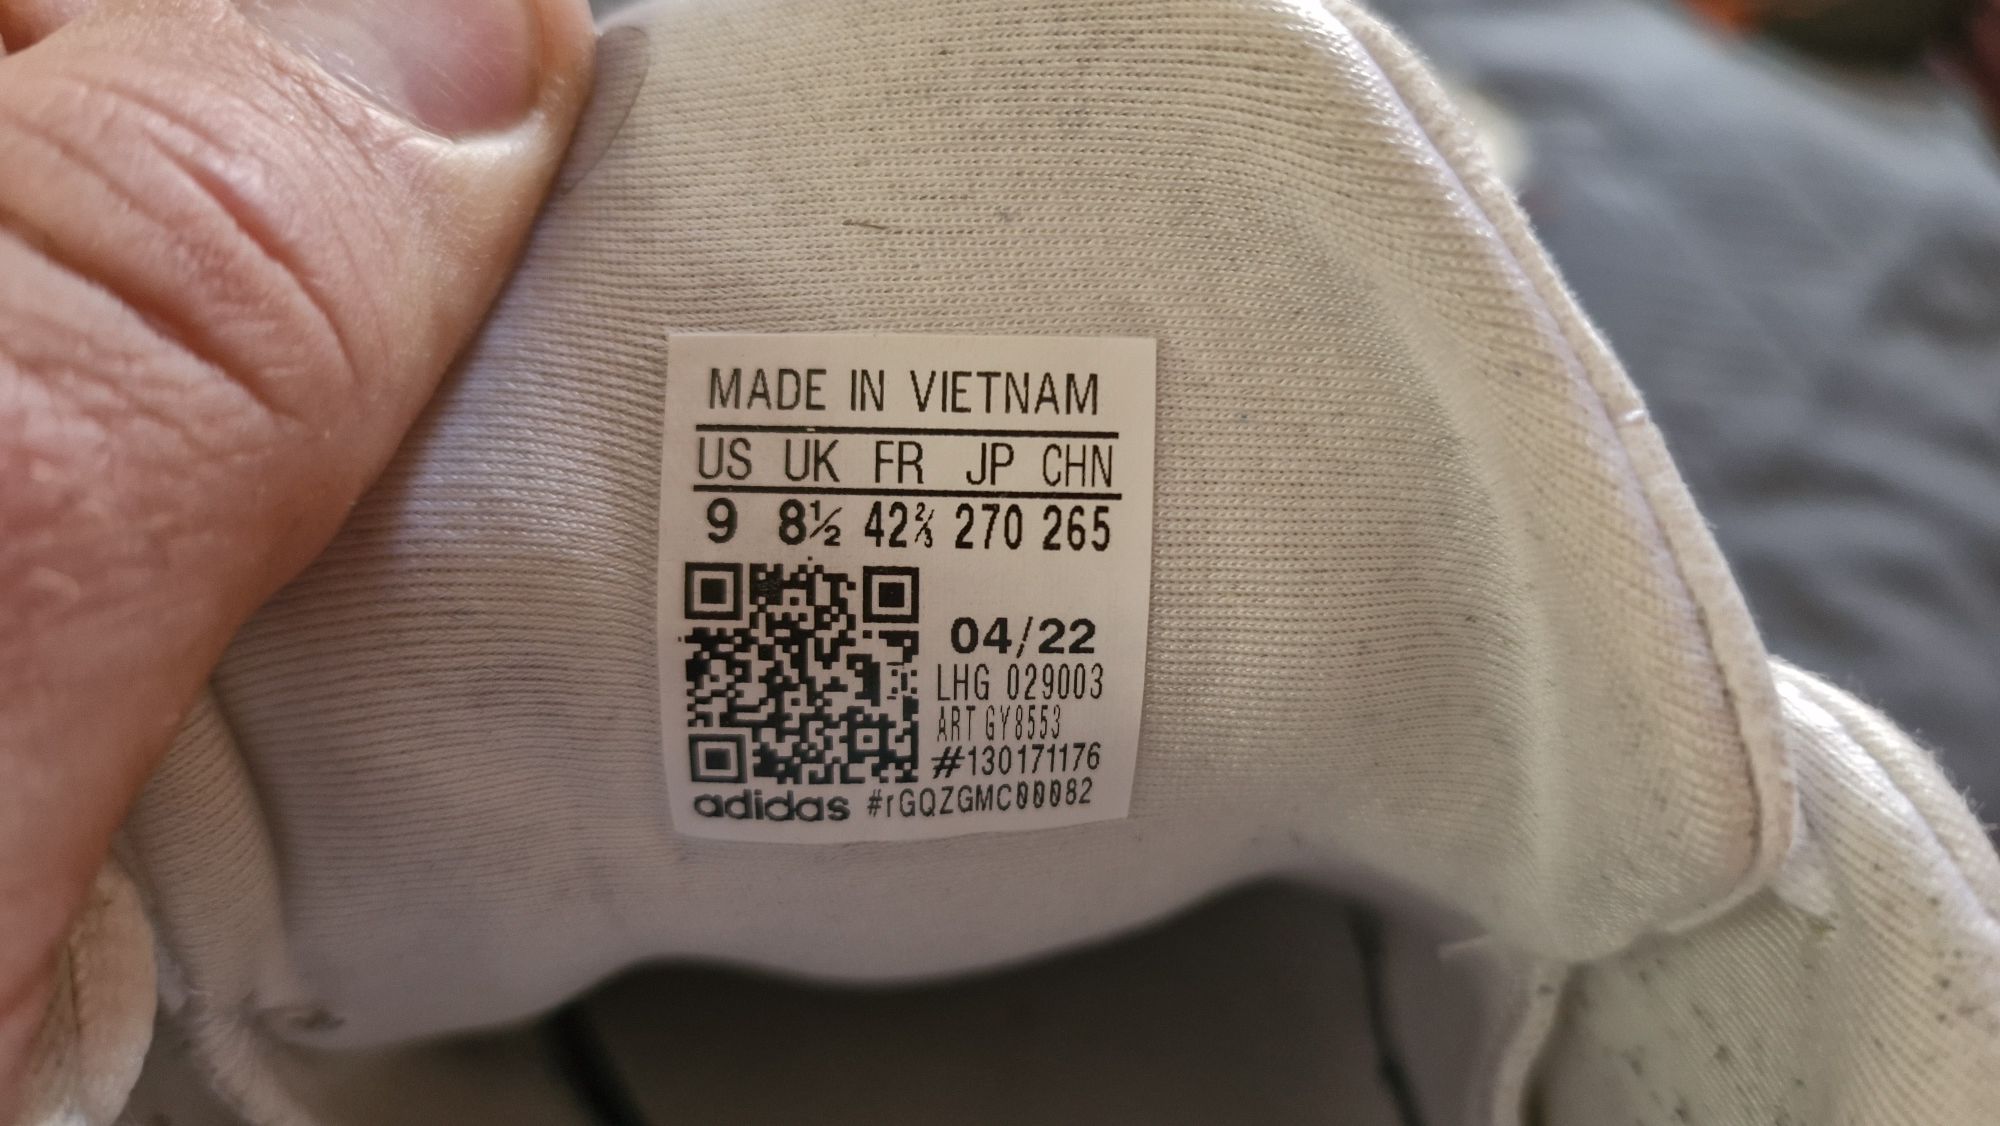 MADE IN VIETNAM
US UK FR JP CHN
9 8½ 42⅔ 270 265
04/22
LHG 029003
ART GY8553
#130171176
adidas #rGQZGMC00082